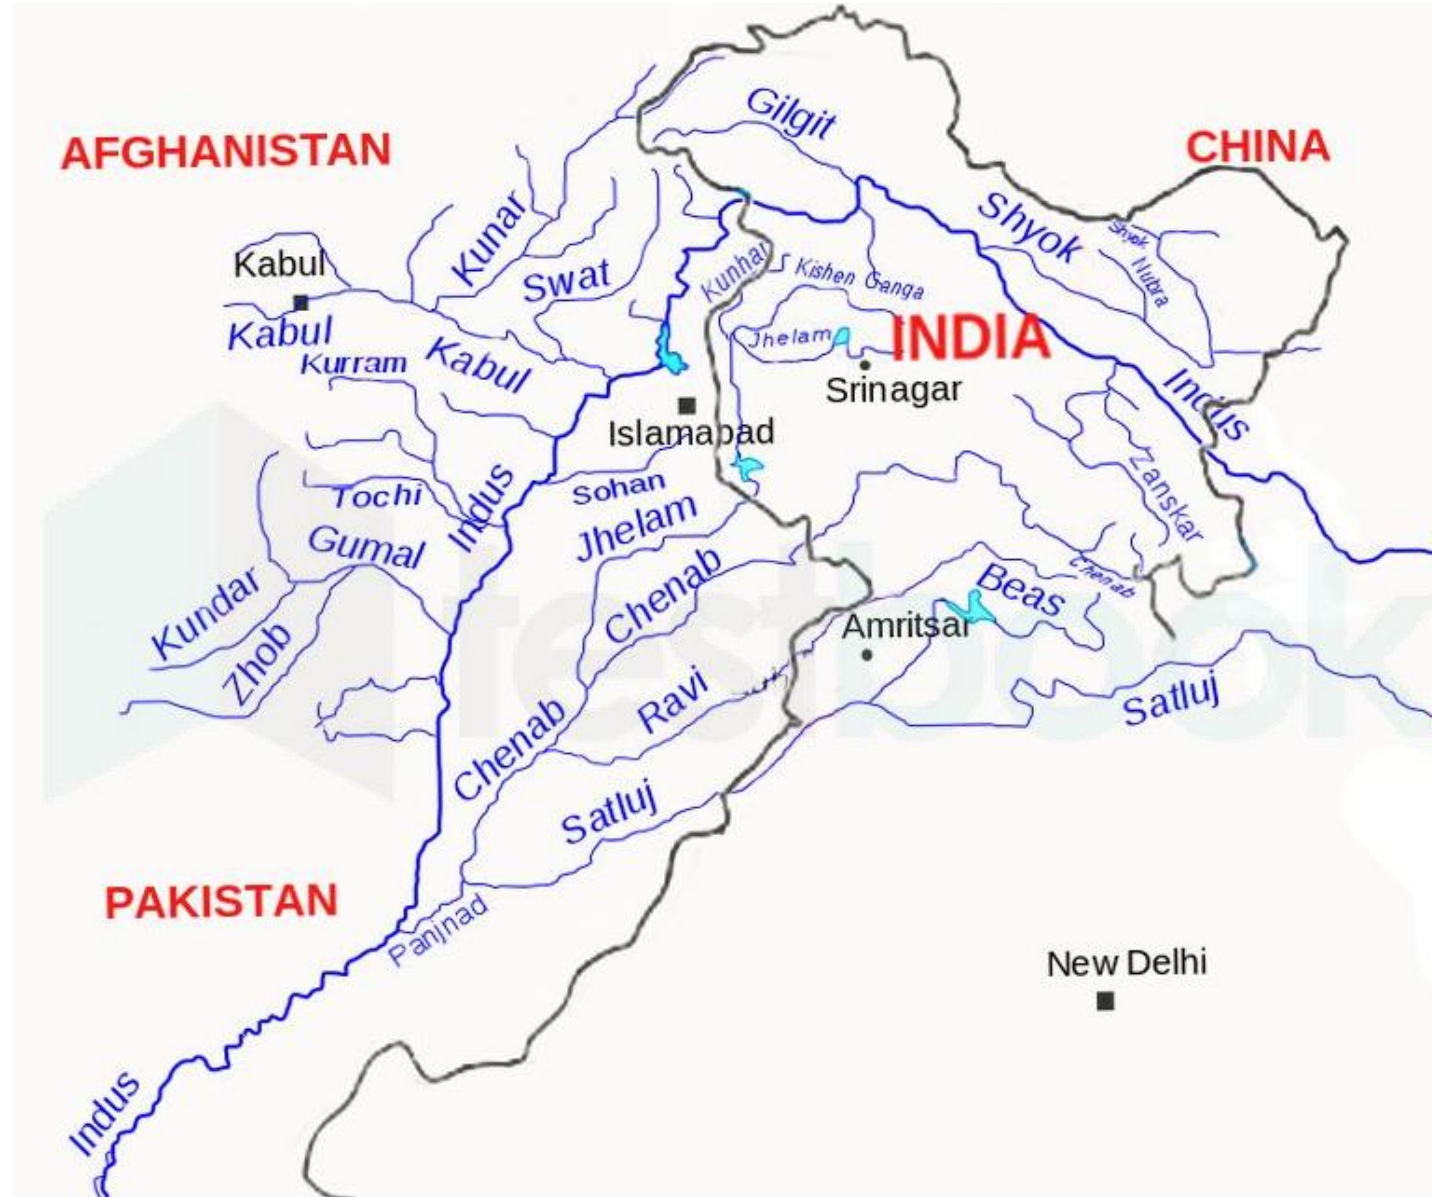 Gilgit
AFGHANISTAN
CHINA
Kunar
Shyok
Shyok
Kabul
Swat
Kunhar
Kishen Ganga
Nubra
Kabul
Kurram
Kabul
Jhelam
INDIA
Srinagar
Indus
Islamabad
Zanskar
Tochi
Indus
Sohan
Gumal
Jhelam
Kundar
Chenab
Chenab
Beas
testbook
Zhob
Amritsar
Ravi
Satluj
Chenab
Satluj
PAKISTAN
Panjnad
New Delhi
Indus